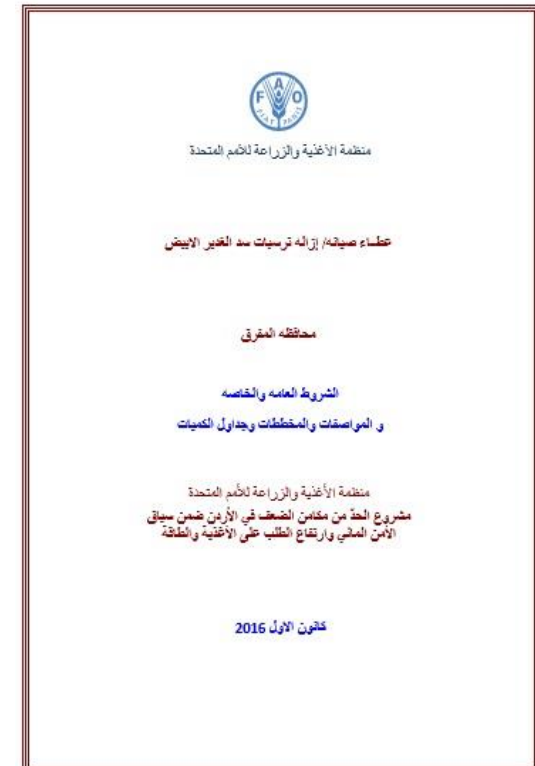 F A O
FIAT PANIS
منظمة الأغذية والزراعة للأمم المتحدة
عطـاء صيانه/ إزاله ترسبات سد الغدير الابيض
محافظه المفرق
الشروط العامه والخاصه
و المواصفات والمخططات وجداول الكميات
منظمة الأغذية والزراعة للأمم المتحدة
مشروع الحدّ من مكامن الضعف في الأردن ضمن سياق
الأمن المائي وارتفاع الطلب على الأغذية والطاقة
كانون الاول 2016